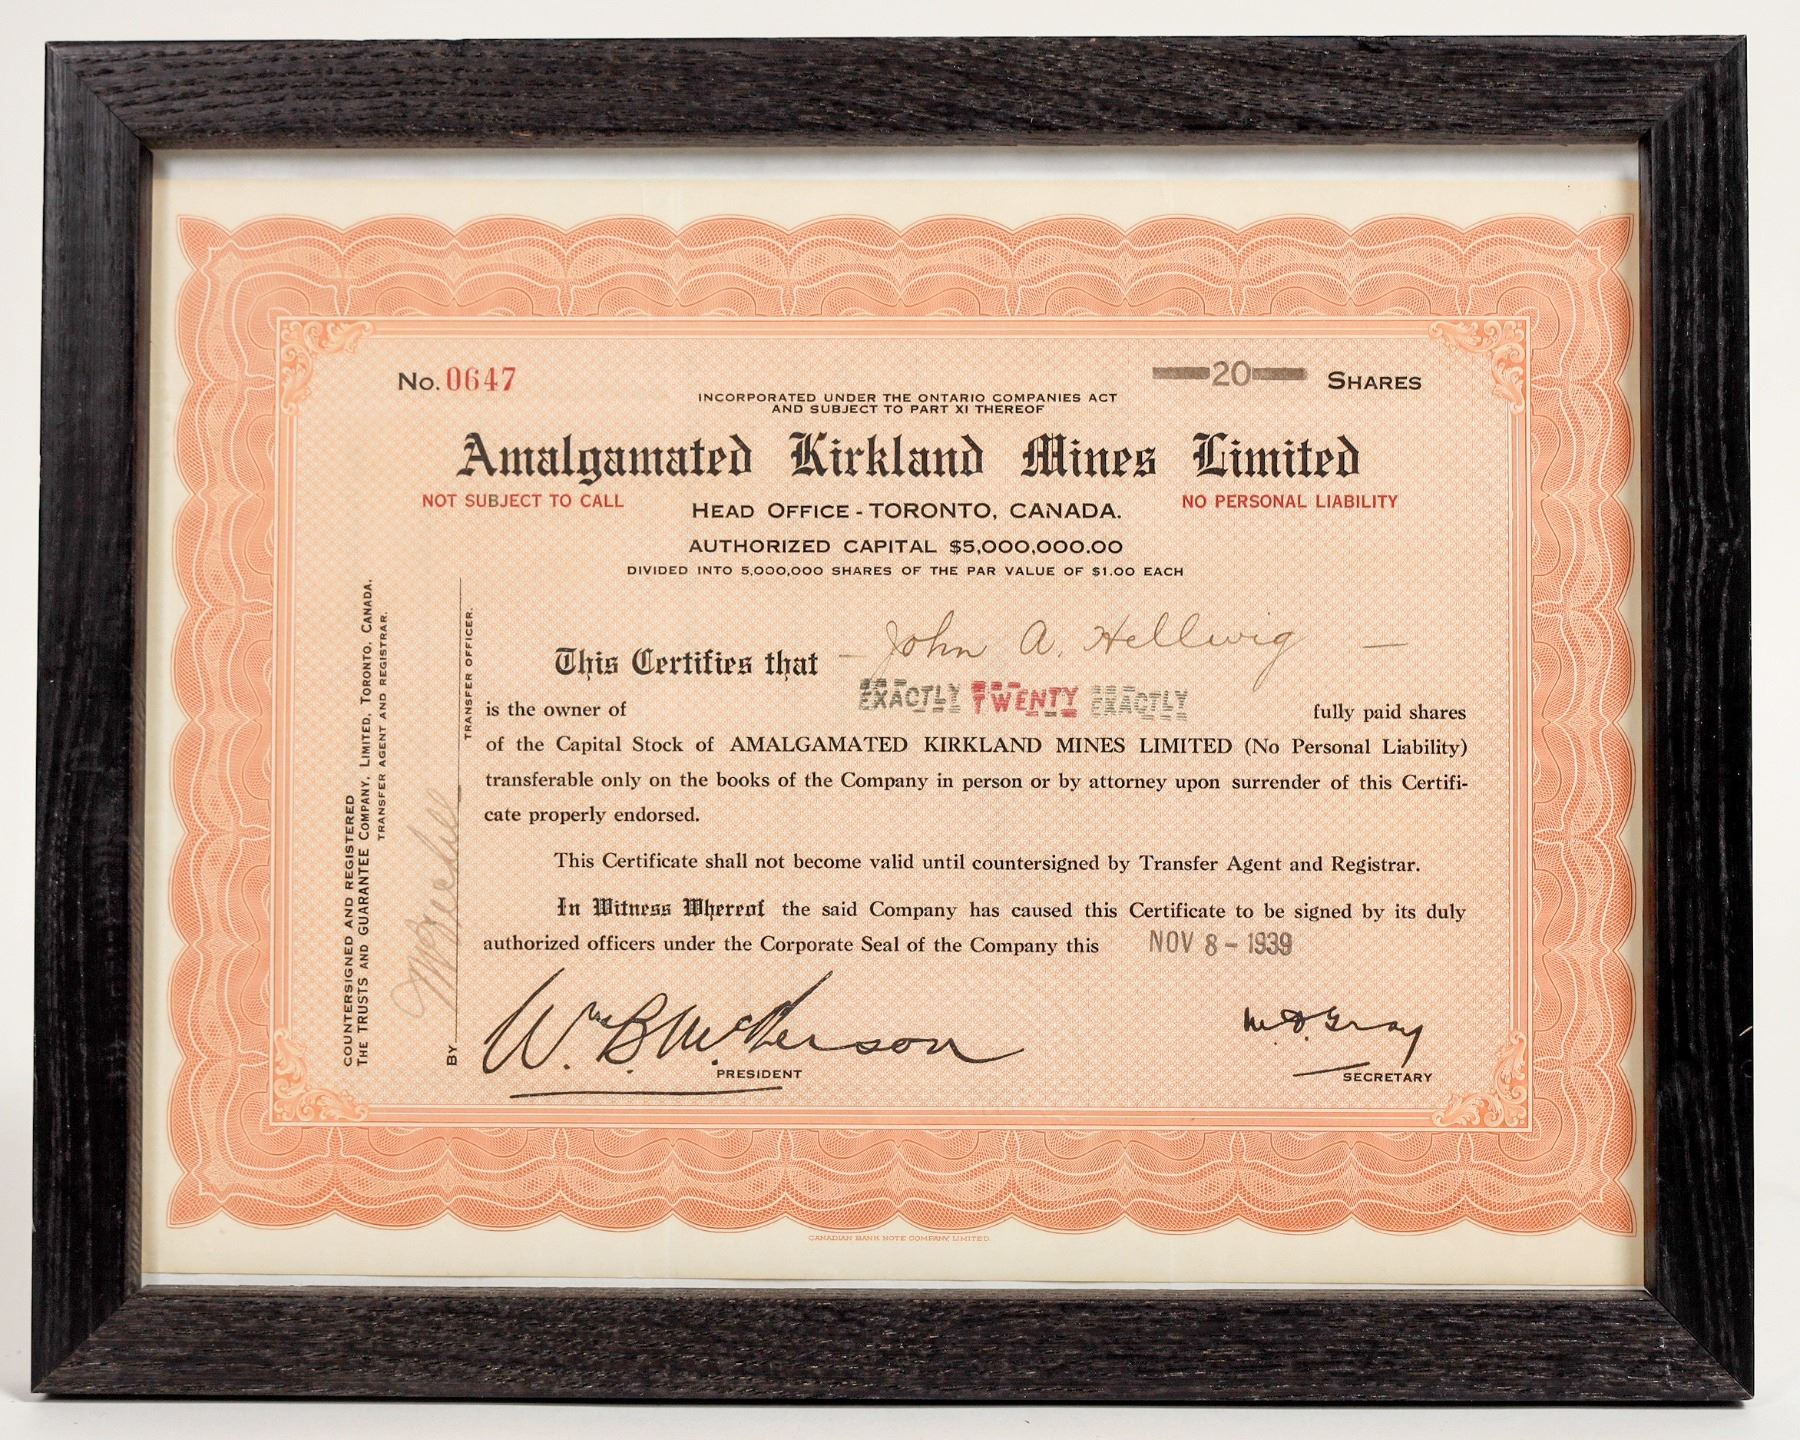 No. 0647
20 SHARES
INCORPORATED UNDER THE ONTARIO COMPANIES ACT
AND SUBJECT TO PART XI THEREOF
Amalgamated Kirkland Mines Limited
NOT SUBJECT TO CALL
HEAD OFFICE - TORONTO, CANADA.
NO PERSONAL LIABILITY
AUTHORIZED CAPITAL $5,000,000.00
DIVIDED INTO 5,000,000 SHARES OF THE PAR VALUE OF $1.00 EACH
This Certifies that — John A. Hellwig —
is the owner of EXACTLY TWENTY EXACTLY fully paid shares
of the Capital Stock of AMALGAMATED KIRKLAND MINES LIMITED (No Personal Liability)
transferable only on the books of the Company in person or by attorney upon surrender of this Certifi-
cate properly endorsed.
This Certificate shall not become valid until countersigned by Transfer Agent and Registrar.
In Witness Whereof the said Company has caused this Certificate to be signed by its duly
authorized officers under the Corporate Seal of the Company this NOV 8 - 1939
Wm. B. McPherson
PRESIDENT
SECRETARY
COUNTERSIGNED AND REGISTERED
THE TRUSTS AND GUARANTEE COMPANY, LIMITED, TORONTO, CANADA.
TRANSFER AGENT AND REGISTRAR.
BY
TRANSFER OFFICER.
CANADIAN BANK NOTE COMPANY, LIMITED.